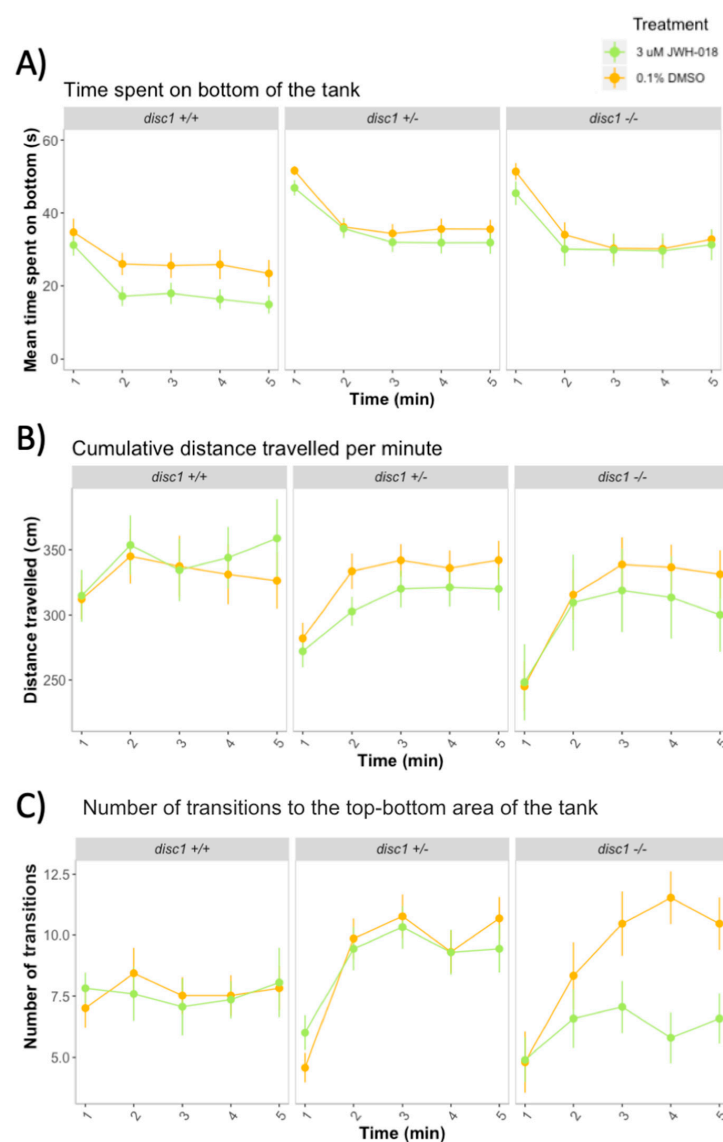 Treatment
3 uM JWH-018
0.1% DMSO
A)
Time spent on bottom of the tank
disc1 +/+
disc1 +/-
disc1 -/-
Mean time spent on bottom (s)
60
40
20
0
1 2 3 4 5
1 2 3 4 5
1 2 3 4 5
Time (min)
B)
Cumulative distance travelled per minute
disc1 +/+
disc1 +/-
disc1 -/-
Distance travelled (cm)
350
300
250
1 2 3 4 5
1 2 3 4 5
1 2 3 4 5
Time (min)
C)
Number of transitions to the top-bottom area of the tank
disc1 +/+
disc1 +/-
disc1 -/-
Number of transitions
12.5
10.0
7.5
5.0
1 2 3 4 5
1 2 3 4 5
1 2 3 4 5
Time (min)